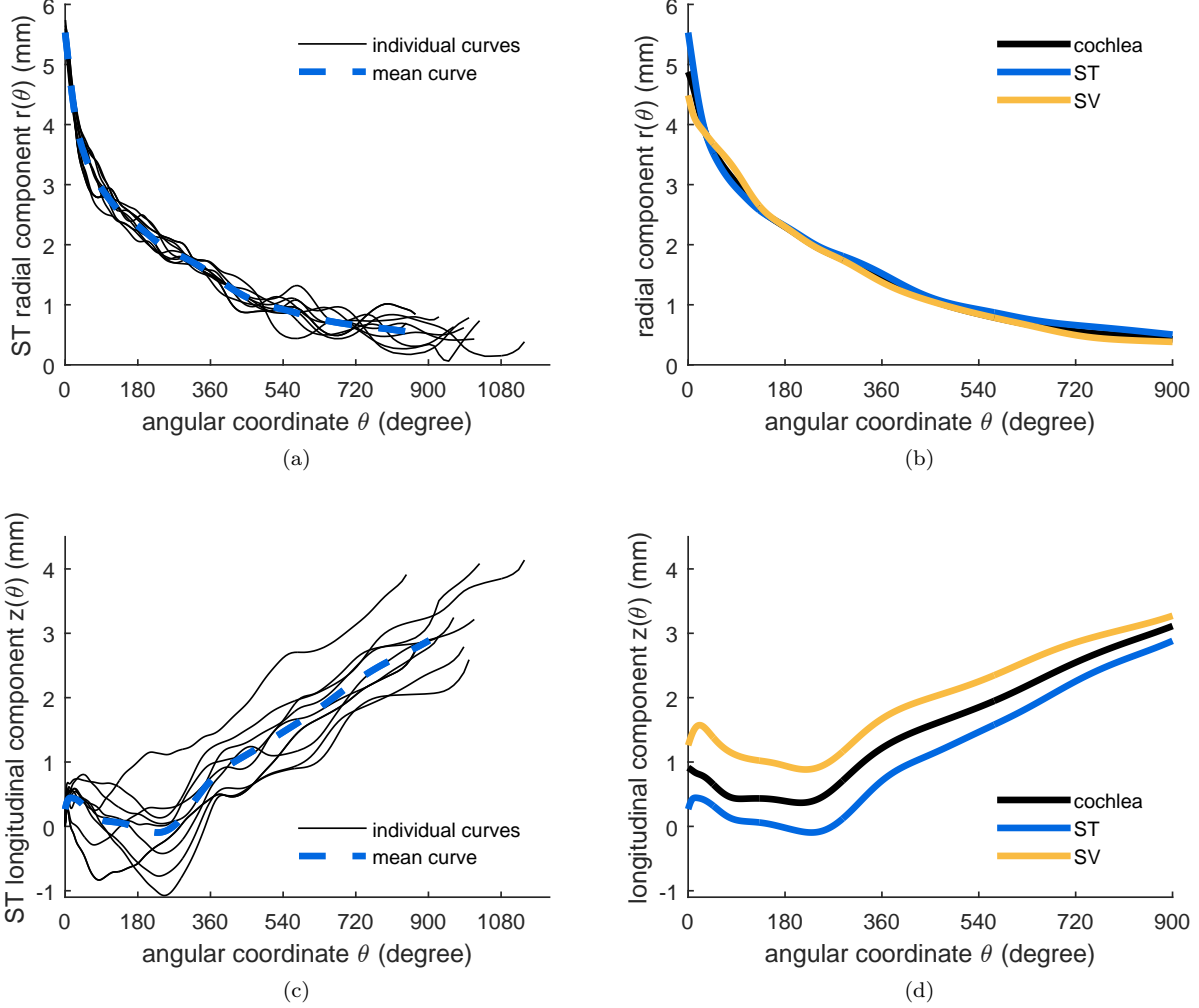 ST radial component r(θ) (mm)
6
5
4
3
2
1
0
individual curves
mean curve
0 180 360 540 720 900 1080
angular coordinate θ (degree)
(a)
radial component r(θ) (mm)
6
5
4
3
2
1
0
cochlea
ST
SV
0 180 360 540 720 900
angular coordinate θ (degree)
(b)
ST longitudinal component z(θ) (mm)
4
3
2
1
0
-1
individual curves
mean curve
0 180 360 540 720 900 1080
angular coordinate θ (degree)
(c)
longitudinal component z(θ) (mm)
4
3
2
1
0
-1
cochlea
ST
SV
0 180 360 540 720 900
angular coordinate θ (degree)
(d)